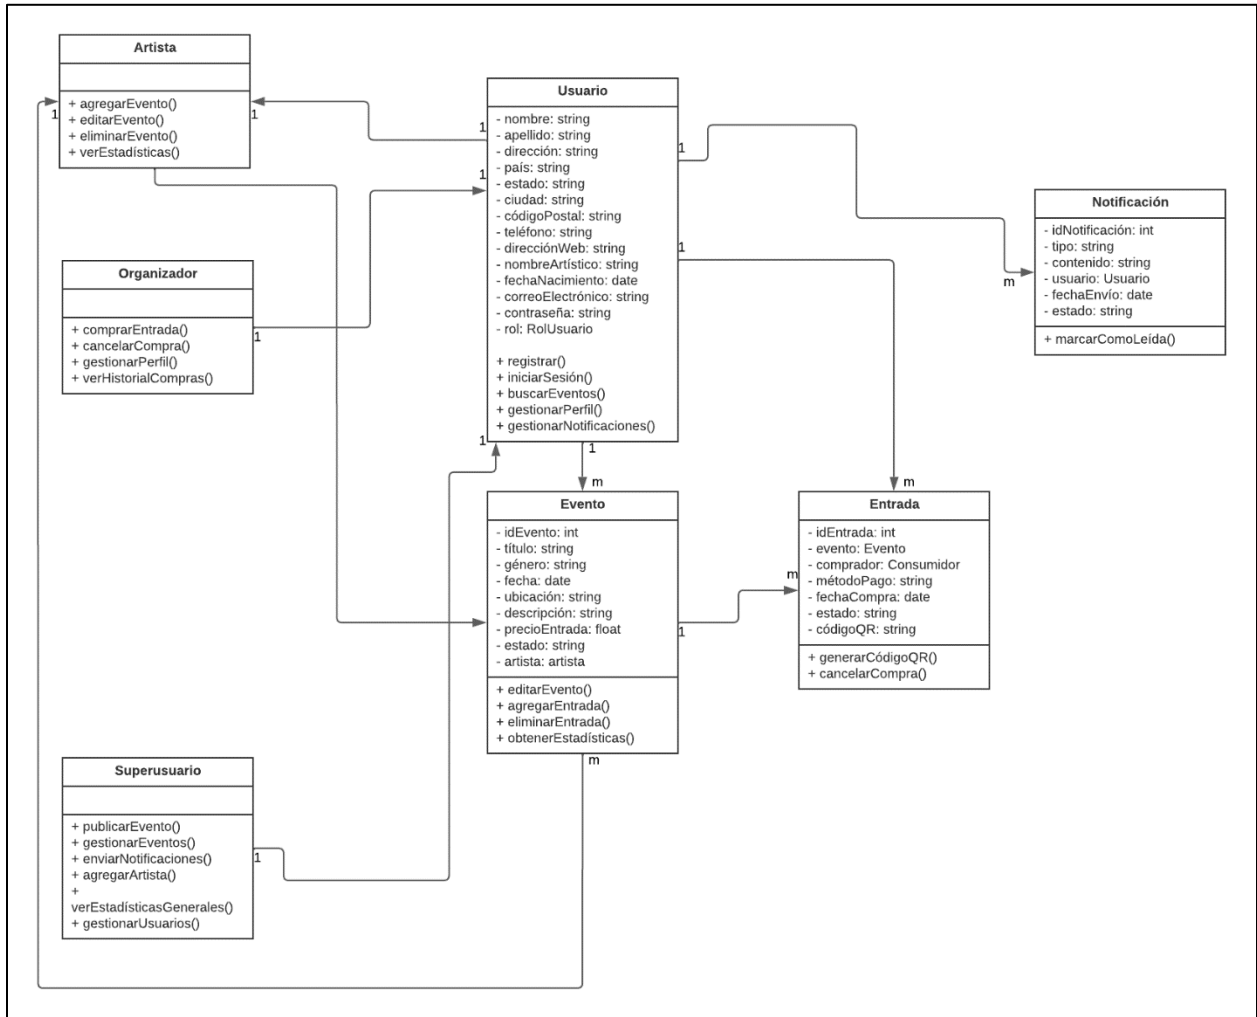 Artista
+ agregarEvento()
+ editarEvento()
+ eliminarEvento()
+ verEstadísticas()
1
1
Usuario
- nombre: string
- apellido: string
- dirección: string
- país: string
- estado: string
- ciudad: string
- códigoPostal: string
- teléfono: string
- direcciónWeb: string
- nombreArtístico: string
- fechaNacimiento: date
- correoElectrónico: string
- contraseña: string
- rol: RolUsuario
+ registrar()
+ iniciarSesión()
+ buscarEventos()
+ gestionarPerfil()
+ gestionarNotificaciones()
1
1
1
1
1
1
Notificación
- idNotificación: int
- tipo: string
- contenido: string
- usuario: Usuario
- fechaEnvío: date
- estado: string
+ marcarComoLeída()
m
Organizador
+ comprarEntrada()
+ cancelarCompra()
+ gestionarPerfil()
+ verHistorialCompras()
1
m
Evento
- idEvento: int
- título: string
- género: string
- fecha: date
- ubicación: string
- descripción: string
- precioEntrada: float
- estado: string
- artista: artista
+ editarEvento()
+ agregarEntrada()
+ eliminarEntrada()
+ obtenerEstadísticas()
1
m
m
m
Entrada
- idEntrada: int
- evento: Evento
- comprador: Consumidor
- métodoPago: string
- fechaCompra: date
- estado: string
- códigoQR: string
+ generarCódigoQR()
+ cancelarCompra()
Superusuario
+ publicarEvento()
+ gestionarEventos()
+ enviarNotificaciones()
+ agregarArtista()
+
verEstadísticasGenerales()
+ gestionarUsuarios()
1